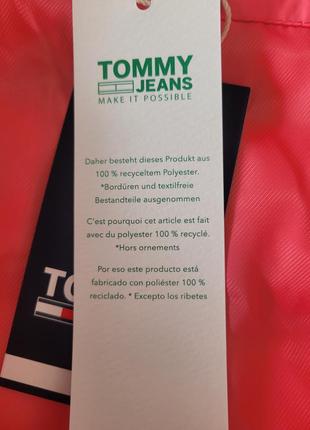 TOMMY
JEANS
MAKE IT POSSIBLE
Daher besteht dieses Produkt aus
100 % recyceltem Polyester.
*Bordüren und textilfreie
Bestandteile ausgenommen
C'est pourquoi cet article est fait
avec du polyester 100 % recyclé.
*Hors ornements
Por eso este producto está
fabricado con poliéster 100 %
reciclado. * Excepto los ribetes
TO